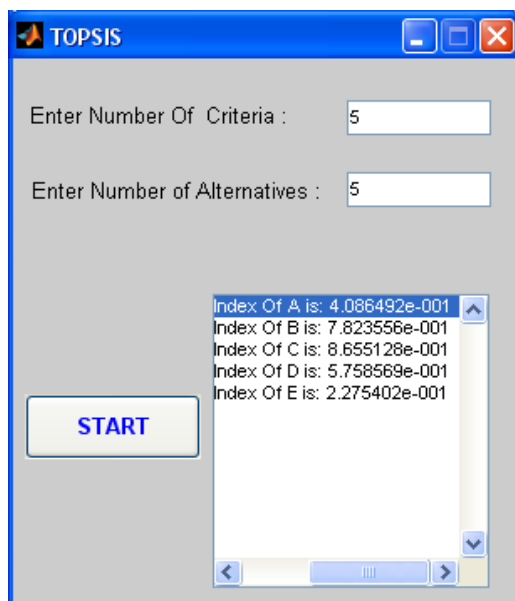 TOPSIS
Enter Number Of Criteria :
5
Enter Number of Alternatives :
5
Index Of A is: 4.086492e-001
Index Of B is: 7.823556e-001
Index Of C is: 8.655128e-001
Index Of D is: 5.758569e-001
Index Of E is: 2.275402e-001
START